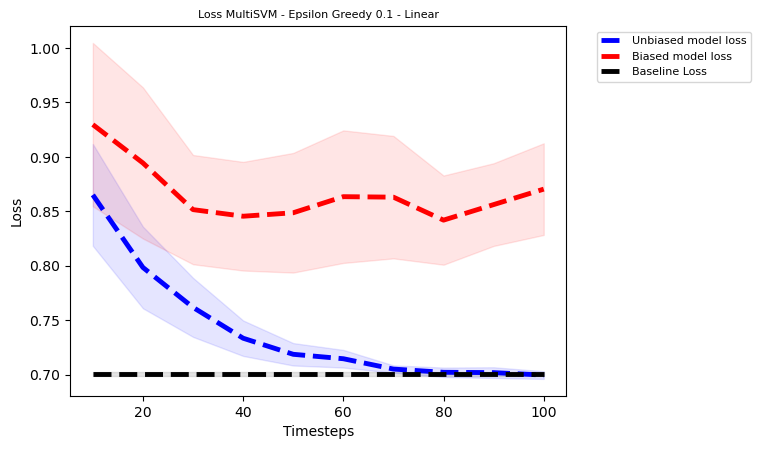 Loss MultiSVM - Epsilon Greedy 0.1 - Linear
Unbiased model loss
Biased model loss
Baseline Loss
Loss
1.00
0.95
0.90
0.85
0.80
0.75
0.70
20 40 60 80 100
Timesteps